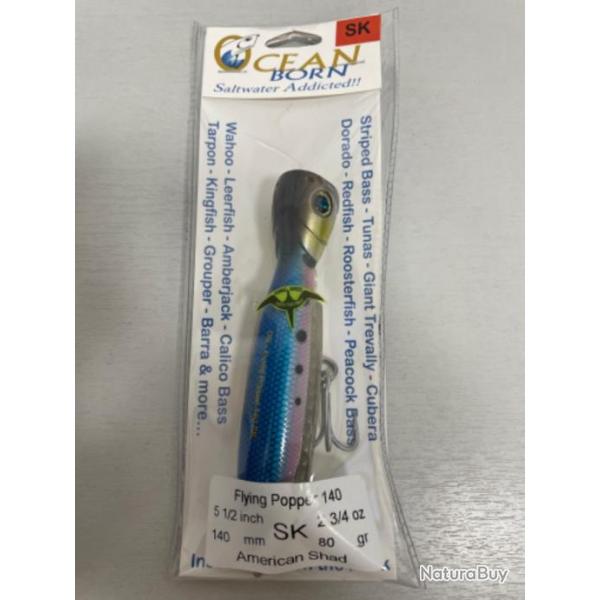 SK
OCEAN
BORN
Saltwater Addicted!!
Striped Bass - Tunas - Giant Trevally - Cubera
Dorado - Redfish - Roosterfish - Peacock Bass
Wahoo - Leerfish - Amberjack - Calico Bass
Tarpon - Kingfish - Grouper - Barra & more...
Flying Popper 140
5 1/2 inch 2 3/4 oz
SK
140 mm 80 gr
American Shad
NaturaBuy